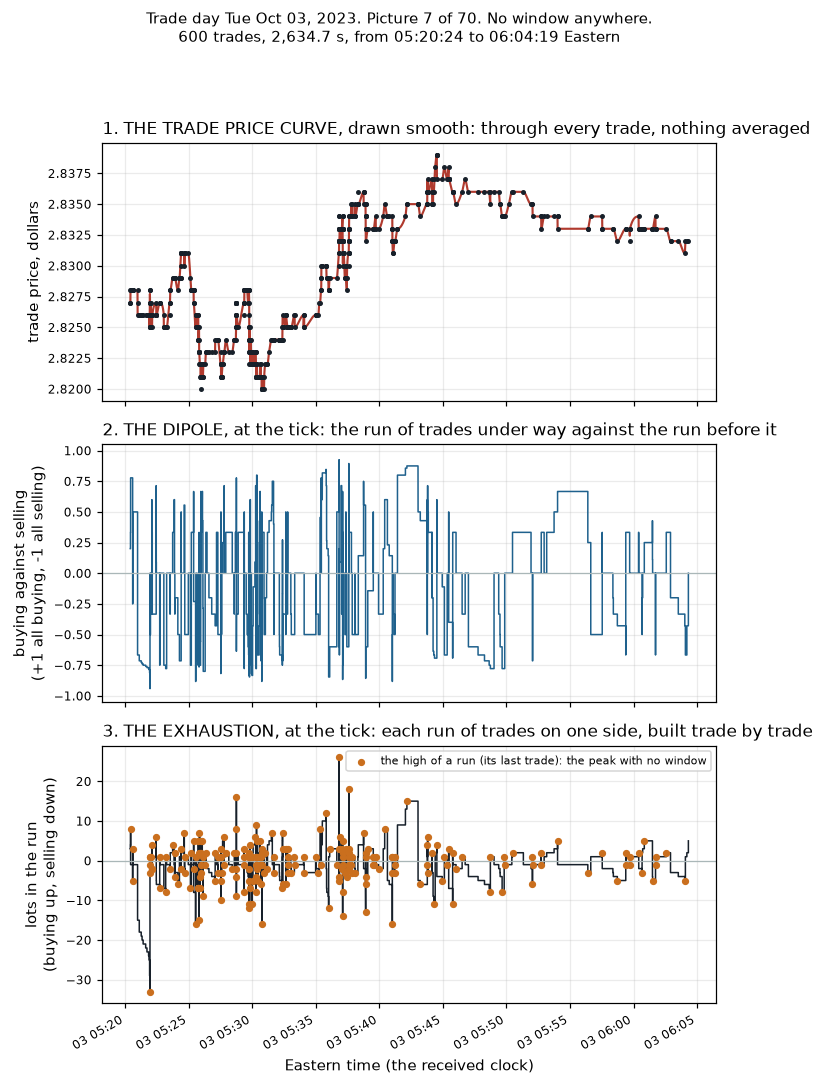 Trade day Tue Oct 03, 2023. Picture 7 of 70. No window anywhere.
600 trades, 2,634.7 s, from 05:20:24 to 06:04:19 Eastern
1. THE TRADE PRICE CURVE, drawn smooth: through every trade, nothing averaged
trade price, dollars
2.8375
2.8350
2.8325
2.8300
2.8275
2.8250
2.8225
2.8200
2. THE DIPOLE, at the tick: the run of trades under way against the run before it
buying against selling
(+1 all buying, -1 all selling)
1.00
0.75
0.50
0.25
0.00
−0.25
−0.50
−0.75
−1.00
3. THE EXHAUSTION, at the tick: each run of trades on one side, built trade by trade
the high of a run (its last trade): the peak with no window
lots in the run
(buying up, selling down)
20
10
0
−10
−20
−30
03 05:20
03 05:25
03 05:30
03 05:35
03 05:40
03 05:45
03 05:50
03 05:55
03 06:00
03 06:05
Eastern time (the received clock)